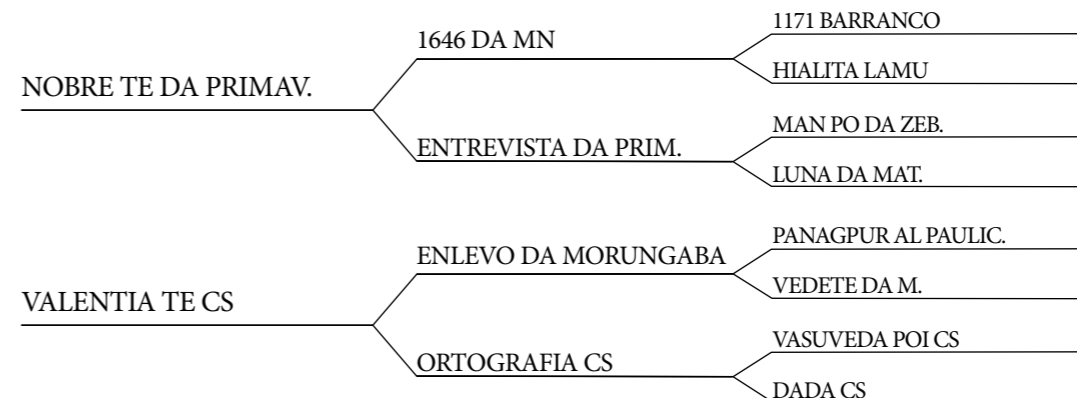 NOBRE TE DA PRIMAV.
1646 DA MN
1171 BARRANCO
HIALITA LAMU
ENTREVISTA DA PRIM.
MAN PO DA ZEB.
LUNA DA MAT.
VALENTIA TE CS
ENLEVO DA MORUNGABA
PANAGPUR AL PAULIC.
VEDETE DA M.
ORTOGRAFIA CS
VASUVEDA POI CS
DADA CS